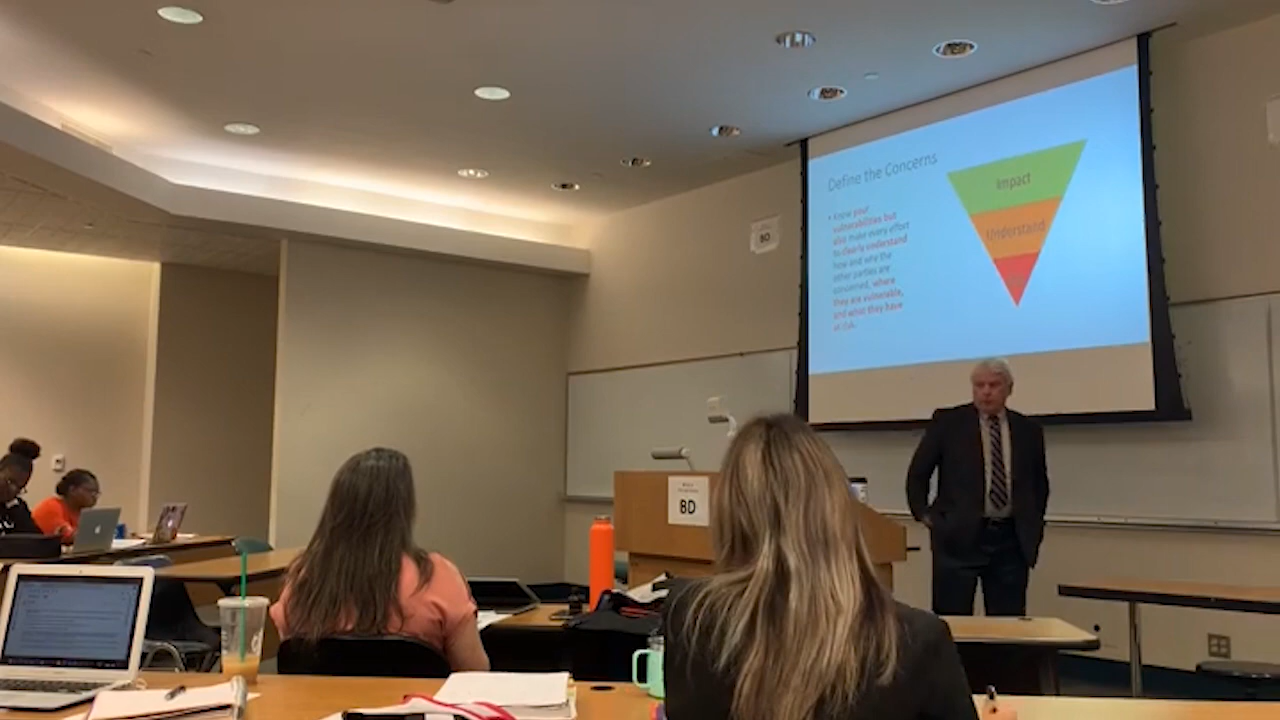 Define the Concerns
• Know your
vulnerabilities but
also make every effort
to clearly understand
how and why the
other parties are
concerned, where
they are vulnerable,
and what they have
at risk.
Impact
Understand
BD
BD